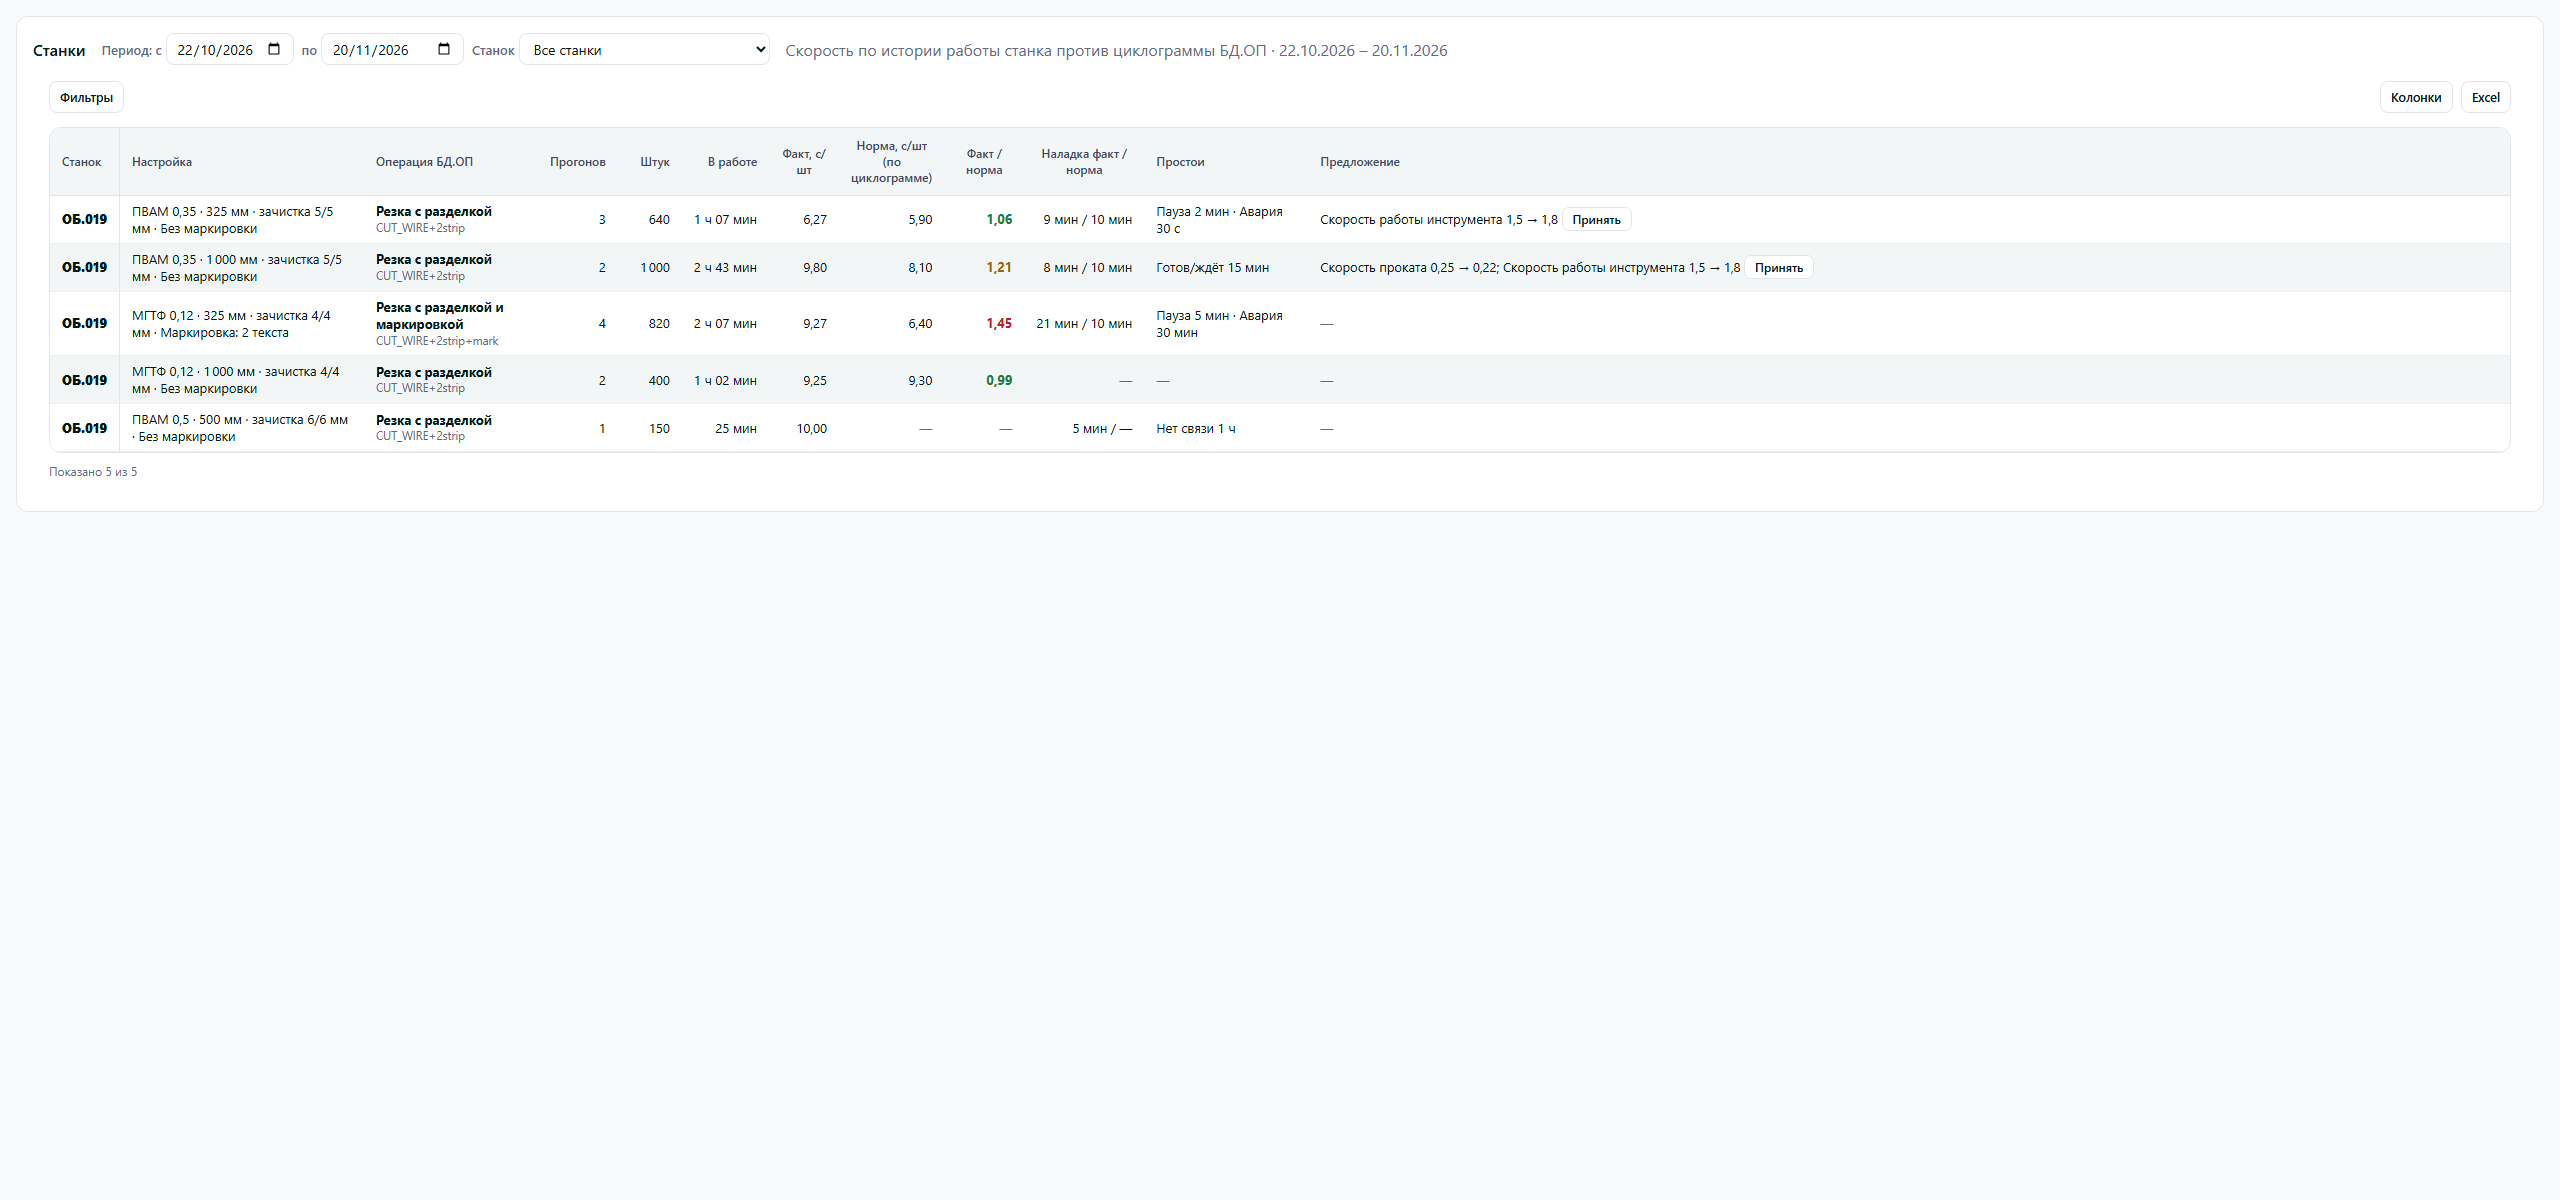 Станки Период: с 22/10/2026 по 20/11/2026 Станок Все станки Скорость по истории работы станка против циклограммы БД.ОП · 22.10.2026 – 20.11.2026
Фильтры Колонки Excel
Станок Настройка Операция БД.ОП Прогонов Штук В работе Факт, с/
шт Норма, с/шт
(по
циклограмме) Факт /
норма Наладка факт /
норма Простои Предложение
ОБ.019 ПВАМ 0,35 · 325 мм · зачистка 5/5
мм · Без маркировки Резка с разделкой
CUT_WIRE+2strip 3 640 1 ч 07 мин 6,27 5,90 1,06 9 мин / 10 мин Пауза 2 мин · Авария
30 с Скорость работы инструмента 1,5 → 1,8 Принять
ОБ.019 ПВАМ 0,35 · 1 000 мм · зачистка 5/5
мм · Без маркировки Резка с разделкой
CUT_WIRE+2strip 2 1 000 2 ч 43 мин 9,80 8,10 1,21 8 мин / 10 мин Готов/ждёт 15 мин Скорость проката 0,25 → 0,22; Скорость работы инструмента 1,5 → 1,8 Принять
ОБ.019 МГТФ 0,12 · 325 мм · зачистка 4/4
мм · Маркировка: 2 текста Резка с разделкой и
маркировкой
CUT_WIRE+2strip+mark 4 820 2 ч 07 мин 9,27 6,40 1,45 21 мин / 10 мин Пауза 5 мин · Авария
30 мин —
ОБ.019 МГТФ 0,12 · 1 000 мм · зачистка 4/4
мм · Без маркировки Резка с разделкой
CUT_WIRE+2strip 2 400 1 ч 02 мин 9,25 9,30 0,99 — — —
ОБ.019 ПВАМ 0,5 · 500 мм · зачистка 6/6 мм
· Без маркировки Резка с разделкой
CUT_WIRE+2strip 1 150 25 мин 10,00 — — 5 мин / — Нет связи 1 ч —
Показано 5 из 5